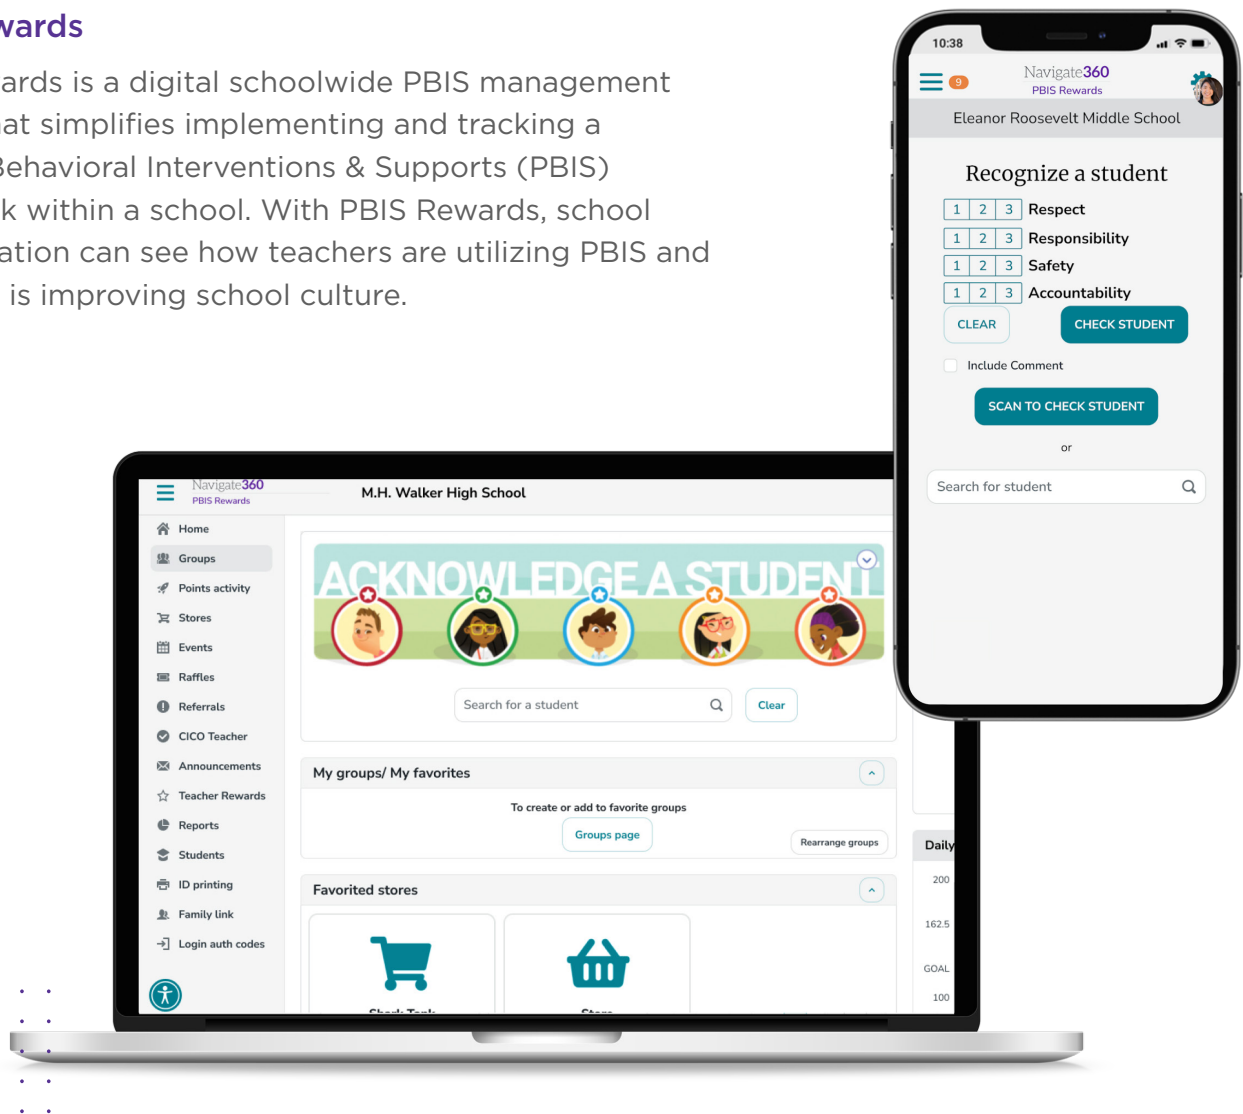 wards
ards is a digital schoolwide PBIS management
hat simplifies implementing and tracking a
Behavioral Interventions & Supports (PBIS)
k within a school. With PBIS Rewards, school
ation can see how teachers are utilizing PBIS and
is improving school culture.
10:38
9
Navigate360
PBIS Rewards
Eleanor Roosevelt Middle School
Recognize a student
1 2 3 Respect
1 2 3 Responsibility
1 2 3 Safety
1 2 3 Accountability
CLEAR
CHECK STUDENT
Include Comment
SCAN TO CHECK STUDENT
or
Search for student
Navigate360
PBIS Rewards
M.H. Walker High School
Home
Groups
Points activity
Stores
Events
Raffles
Referrals
CICO Teacher
Announcements
Teacher Rewards
Reports
Students
ID printing
Family link
Login auth codes
ACKNOWLEDGE A STUDENT
Search for a student
Clear
My groups/ My favorites
To create or add to favorite groups
Groups page
Rearrange groups
Favorited stores
Shark Tank
Store
Daily
200
162.5
GOAL
100